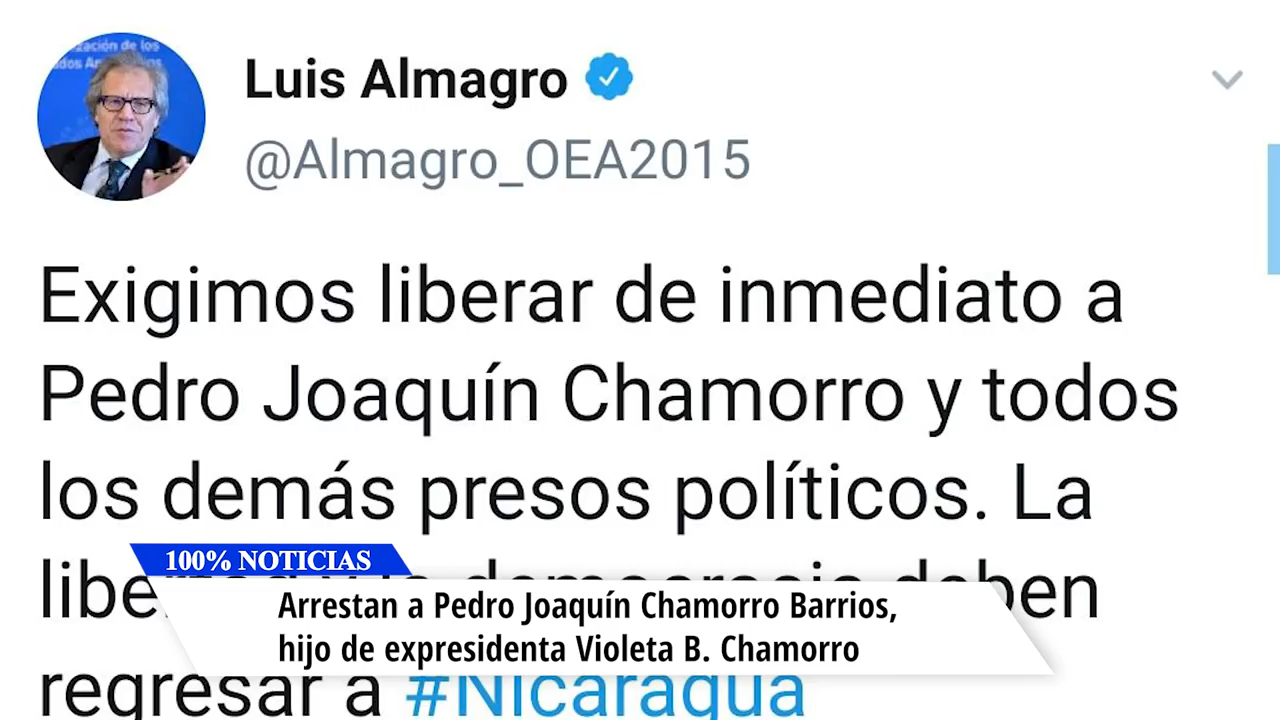 Luis Almagro
@Almagro_OEA2015
Exigimos liberar de inmediato a
Pedro Joaquín Chamorro y todos
los demás presos políticos. La
100% NOTICIAS
Arrestan a Pedro Joaquín Chamorro Barrios,
hijo de expresidenta Violeta B. Chamorro
regresar a #Nicaragua